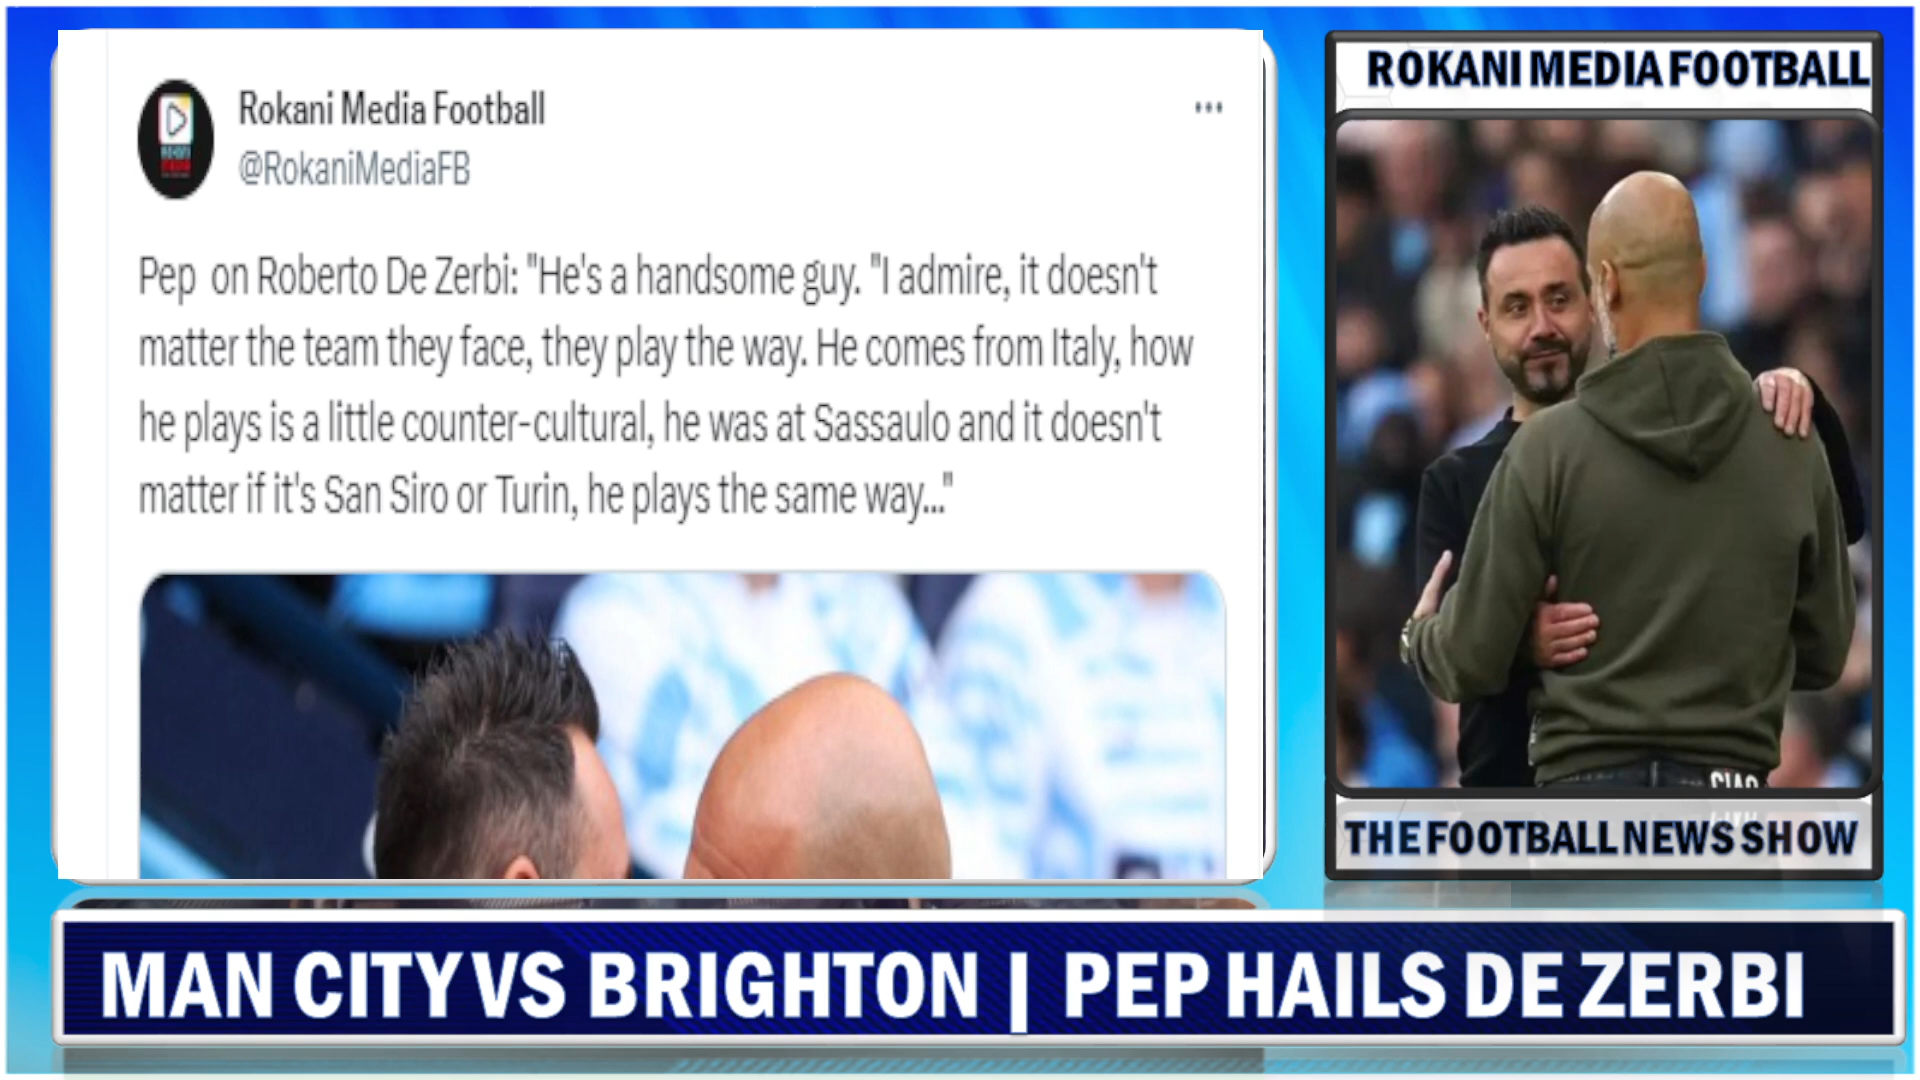 Rokani Media Football
@RokaniMediaFB
Pep on Roberto De Zerbi: "He's a handsome guy. "I admire, it doesn't
matter the team they face, they play the way. He comes from Italy, how
he plays is a little counter-cultural, he was at Sassaulo and it doesn't
matter if it's San Siro or Turin, he plays the same way..."
ROKANI MEDIA FOOTBALL
CIAO
THE FOOTBALL NEWS SHOW
MAN CITY VS BRIGHTON | PEP HAILS DE ZERBI